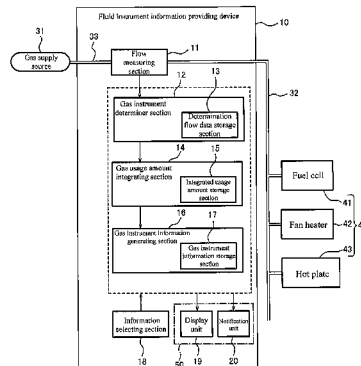 Fluid instrument information providing device
10
31
33
11
Gas supply
source
Flow
measuring
section
12
13
32
Gas instrument
determiner section
Determination
flow data storage
section
14
15
Gas usage amount
integrating section
Integrated usage
amount storage
section
16
17
Gas instrument information
generating section
Gas instrument
information storage
section
Fuel cell
41
Fan heater
42
4
43
Hot plate
Information
selecting section
Display
unit
Notification
unit
18
50
19
20